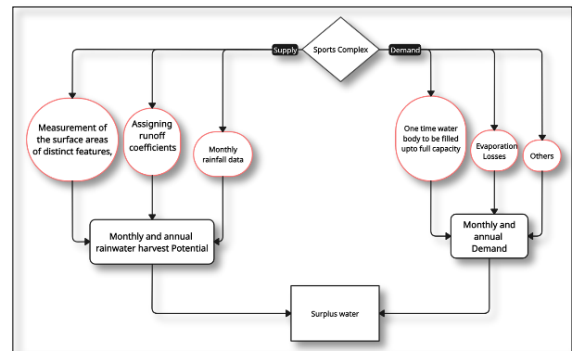 Supply
Sports Complex
Demand
Measurement of
the surface areas
of distinct features,
Assigning
runoff
coefficients
Monthly
rainfall data
One time water
body to be filled
upto full capacity
Evaporation
Losses
Others
Monthly and annual
rainwater harvest Potential
Monthly and
annual
Demand
Surplus water